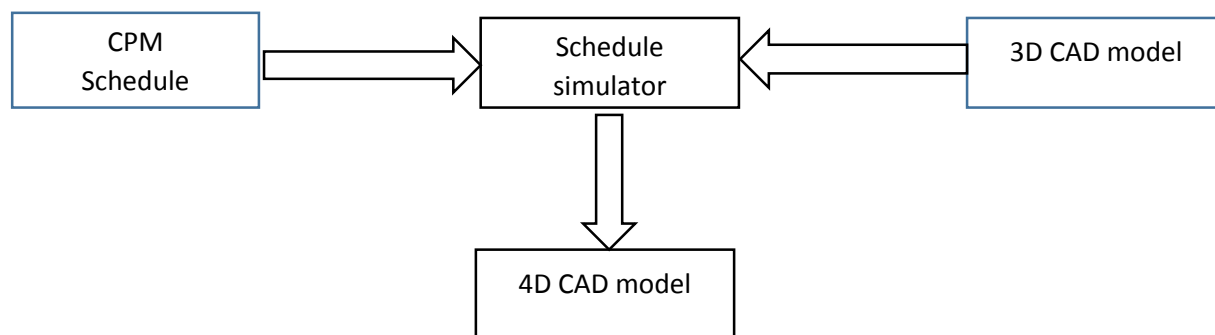 CPM
Schedule
Schedule
simulator
3D CAD model
4D CAD model